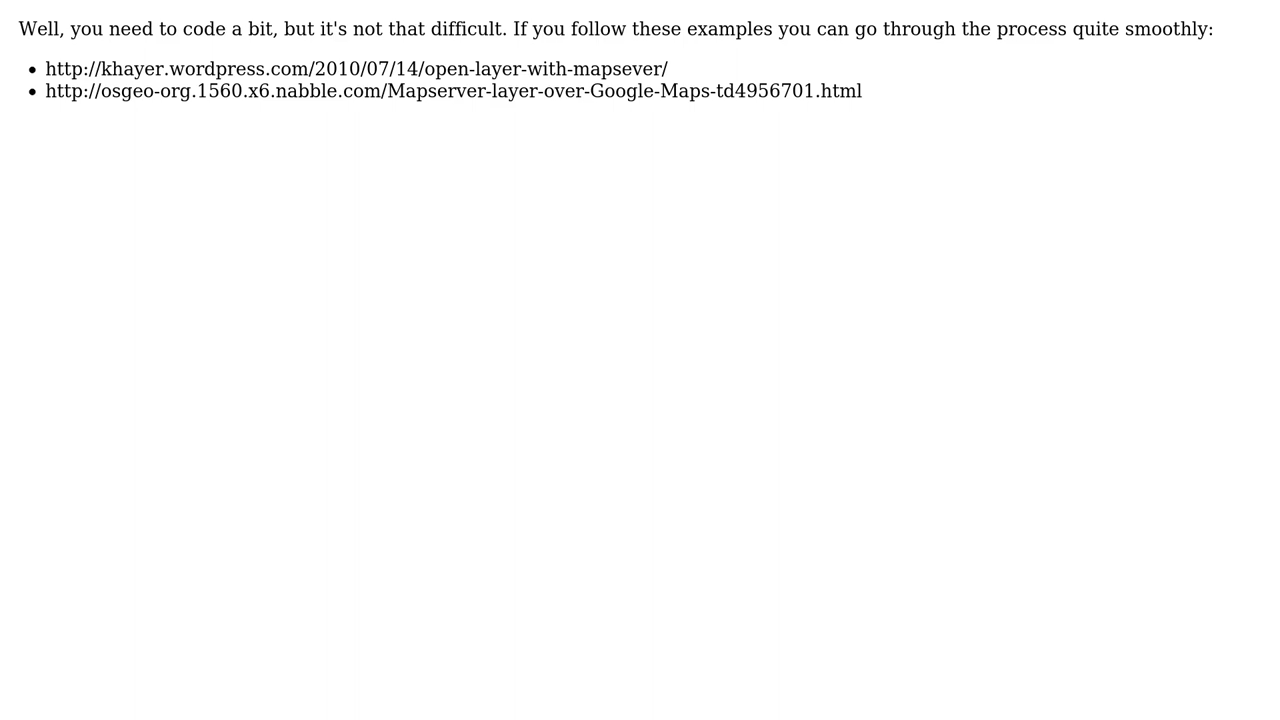 Well, you need to code a bit, but it's not that difficult. If you follow these examples you can go through the process quite smoothly:
• http://khayer.wordpress.com/2010/07/14/open-layer-with-mapsever/
• http://osgeo-org.1560.x6.nabble.com/Mapserver-layer-over-Google-Maps-td4956701.html